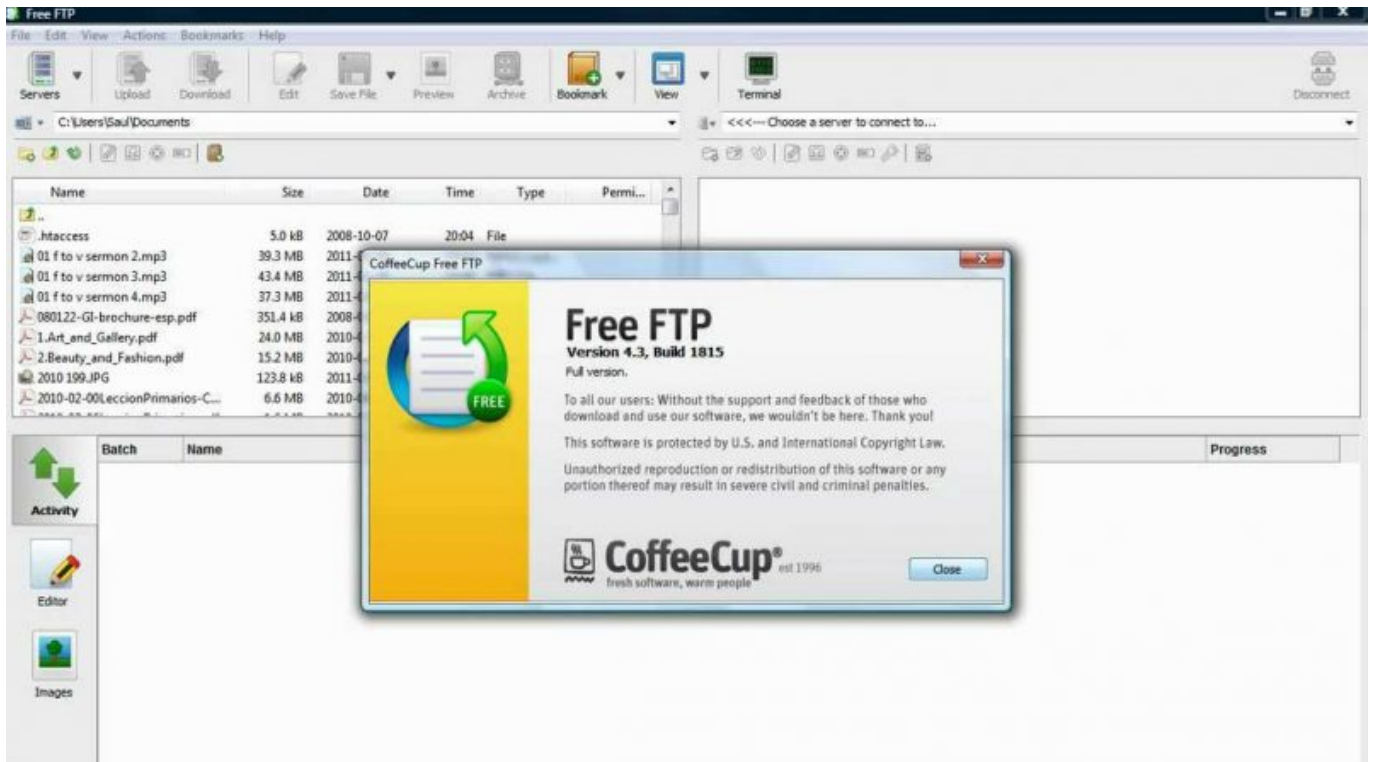 Free FTP
File Edit View Actions Bookmarks Help
Servers Upload Download Edit Save File Preview Archive Bookmark View Terminal Disconnect
C:\Users\Saul\Documents
<<<--- Choose a server to connect to...
Name Size Date Time Type Permi...
..
.htaccess 5.0 kB 2008-10-07 20:04 File
01 f to v sermon 2.mp3 39.3 MB 2011-
01 f to v sermon 3.mp3 43.4 MB 2011-
01 f to v sermon 4.mp3 37.3 MB 2011-
080122-GI-brochure-esp.pdf 351.4 kB 2008-
1.Art_and_Gallery.pdf 24.0 MB 2010-
2.Beauty_and_Fashion.pdf 15.2 MB 2010-
2010 199.JPG 123.8 kB 2011-
2010-02-00LeccionPrimarios-C... 6.6 MB 2010-
CoffeeCup Free FTP
FREE
Free FTP
Version 4.3, Build 1815
Full version.
To all our users: Without the support and feedback of those who
download and use our software, we wouldn't be here. Thank you!
This software is protected by U.S. and International Copyright Law.
Unauthorized reproduction or redistribution of this software or any
portion thereof may result in severe civil and criminal penalties.
CoffeeCup® est 1996
fresh software, warm people
Close
Batch Name Progress
Activity
Editor
Images